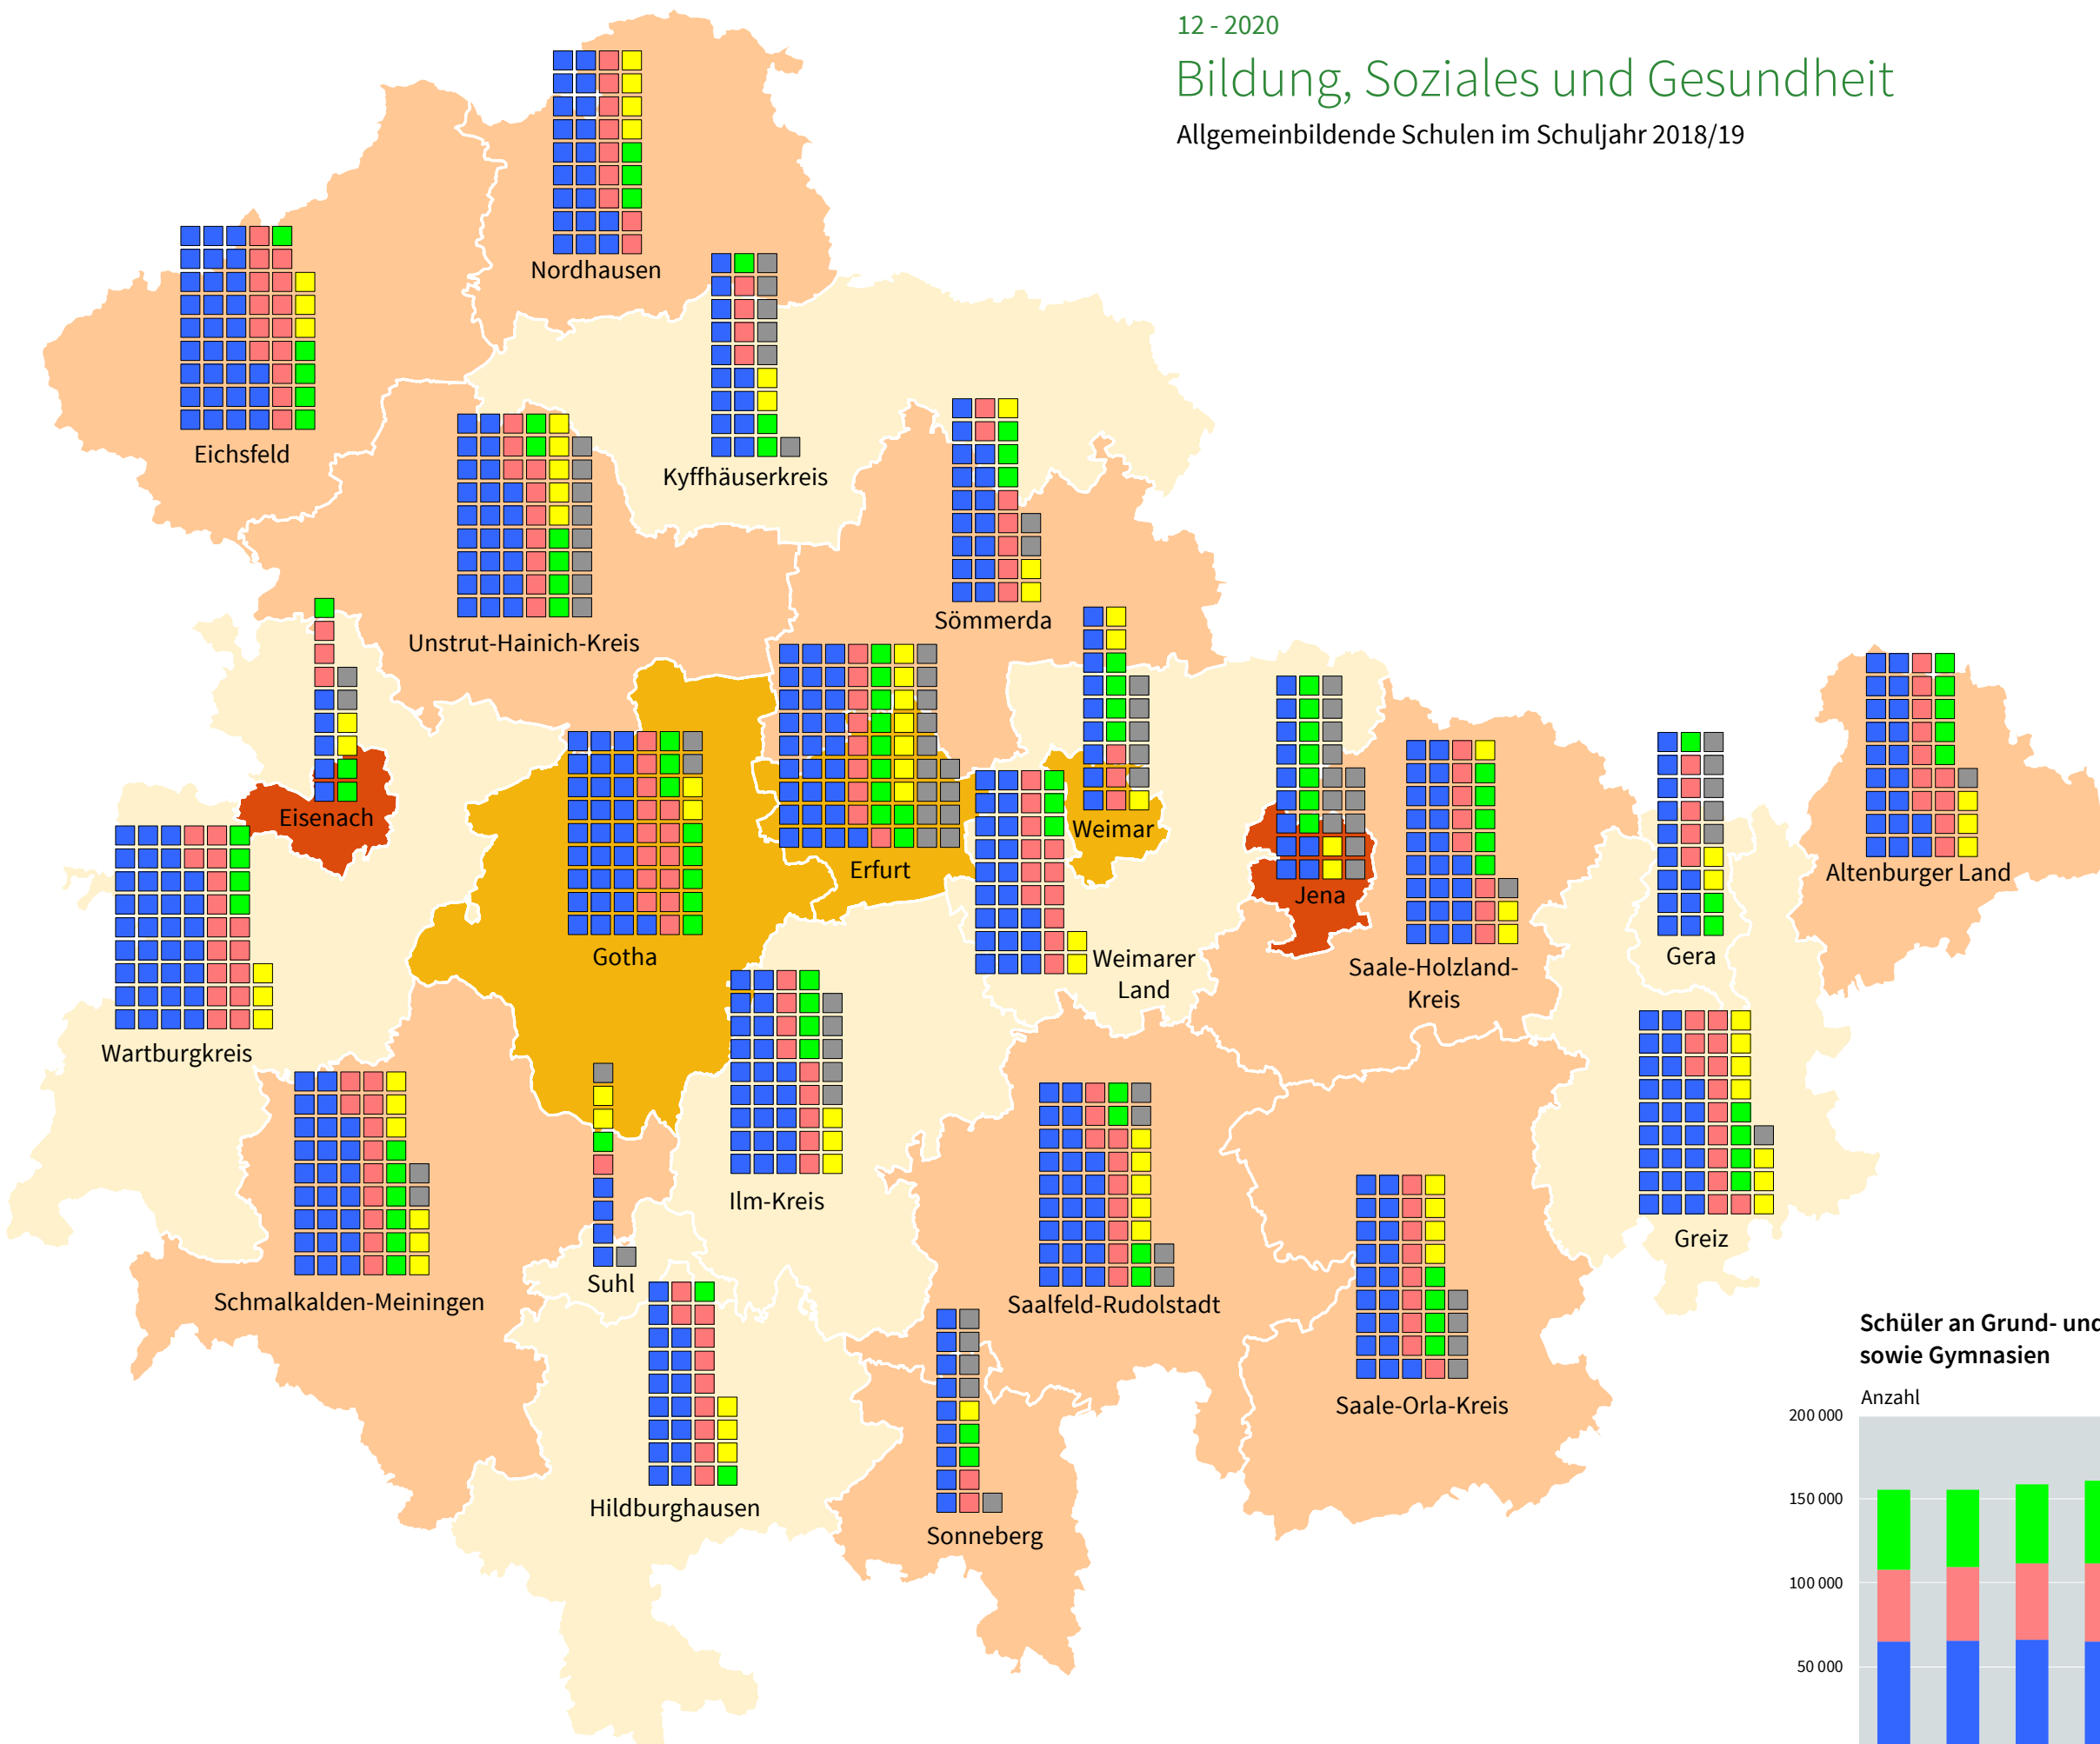 12 - 2020
Bildung, Soziales und Gesundheit
Allgemeinbildende Schulen im Schuljahr 2018/19
Nordhausen
Eichsfeld
Kyffhäuserkreis
Sömmerda
Unstrut-Hainich-Kreis
Eisenach
Weimar
Erfurt
Altenburger Land
Jena
Gotha
Gera
Weimarer
Land
Saale-Holzland-
Kreis
Wartburgkreis
Ilm-Kreis
Greiz
Suhl
Schmalkalden-Meiningen
Saalfeld-Rudolstadt
Saale-Orla-Kreis
Hildburghausen
Sonneberg
Schüler an Grund- und
sowie Gymnasien
Anzahl
200 000
150 000
100 000
50 000